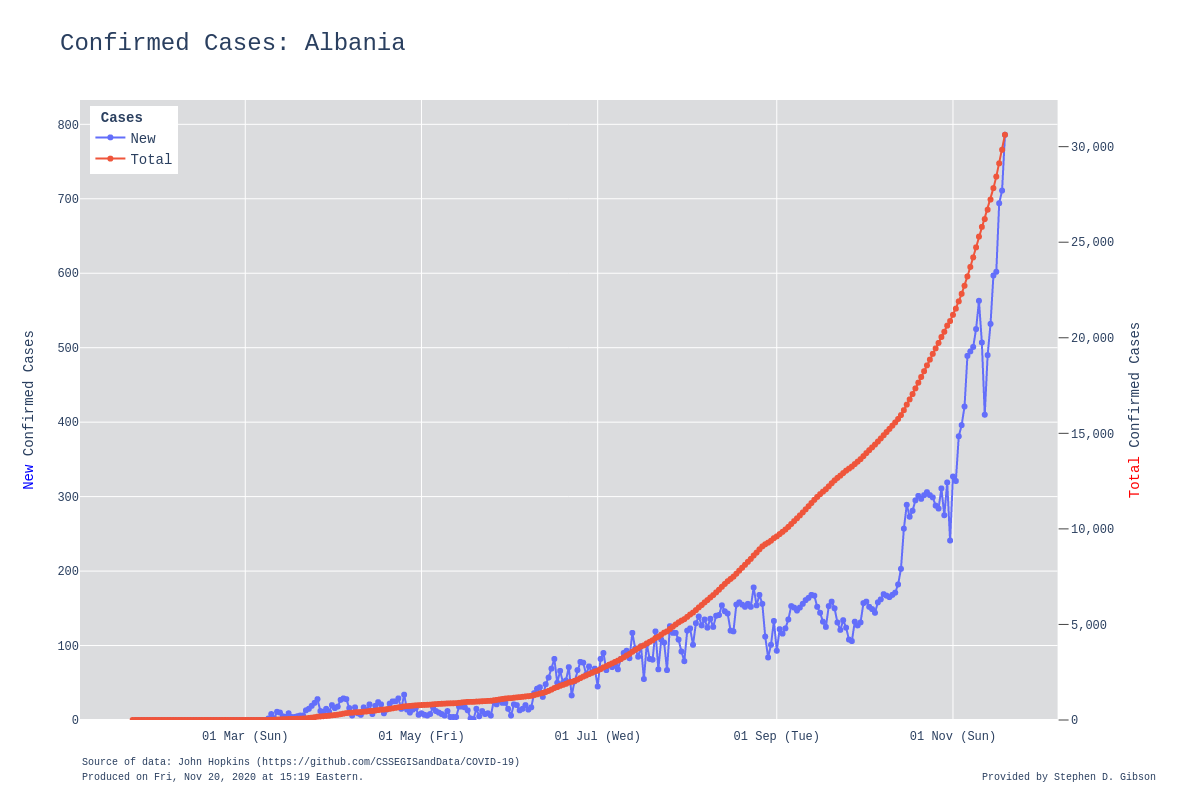 Confirmed Cases: Albania
Cases
New
Total
800
700
600
500
400
300
200
100
0
New Confirmed Cases
30,000
25,000
20,000
15,000
10,000
5,000
0
Total Confirmed Cases
01 Mar (Sun) 01 May (Fri) 01 Jul (Wed) 01 Sep (Tue) 01 Nov (Sun)
Source of data: John Hopkins (https://github.com/CSSEGISandData/COVID-19)
Produced on Fri, Nov 20, 2020 at 15:19 Eastern.
Provided by Stephen D. Gibson